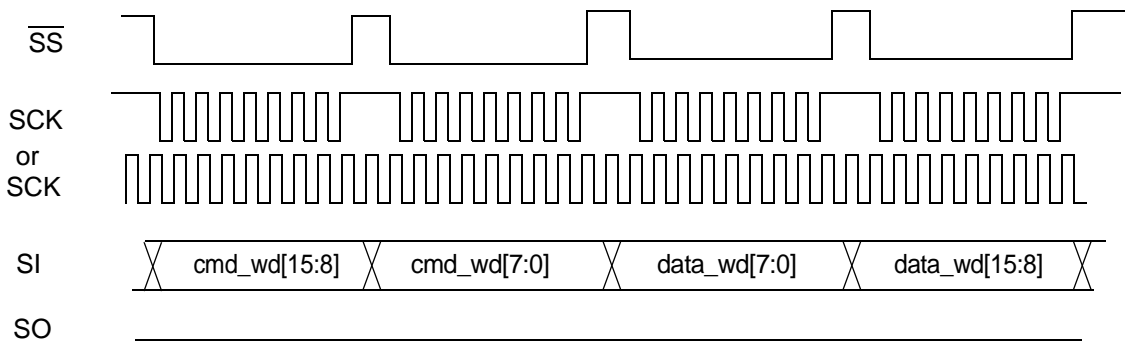 SS
SCK
or
SCK
SI cmd_wd[15:8] cmd_wd[7:0] data_wd[7:0] data_wd[15:8]
SO